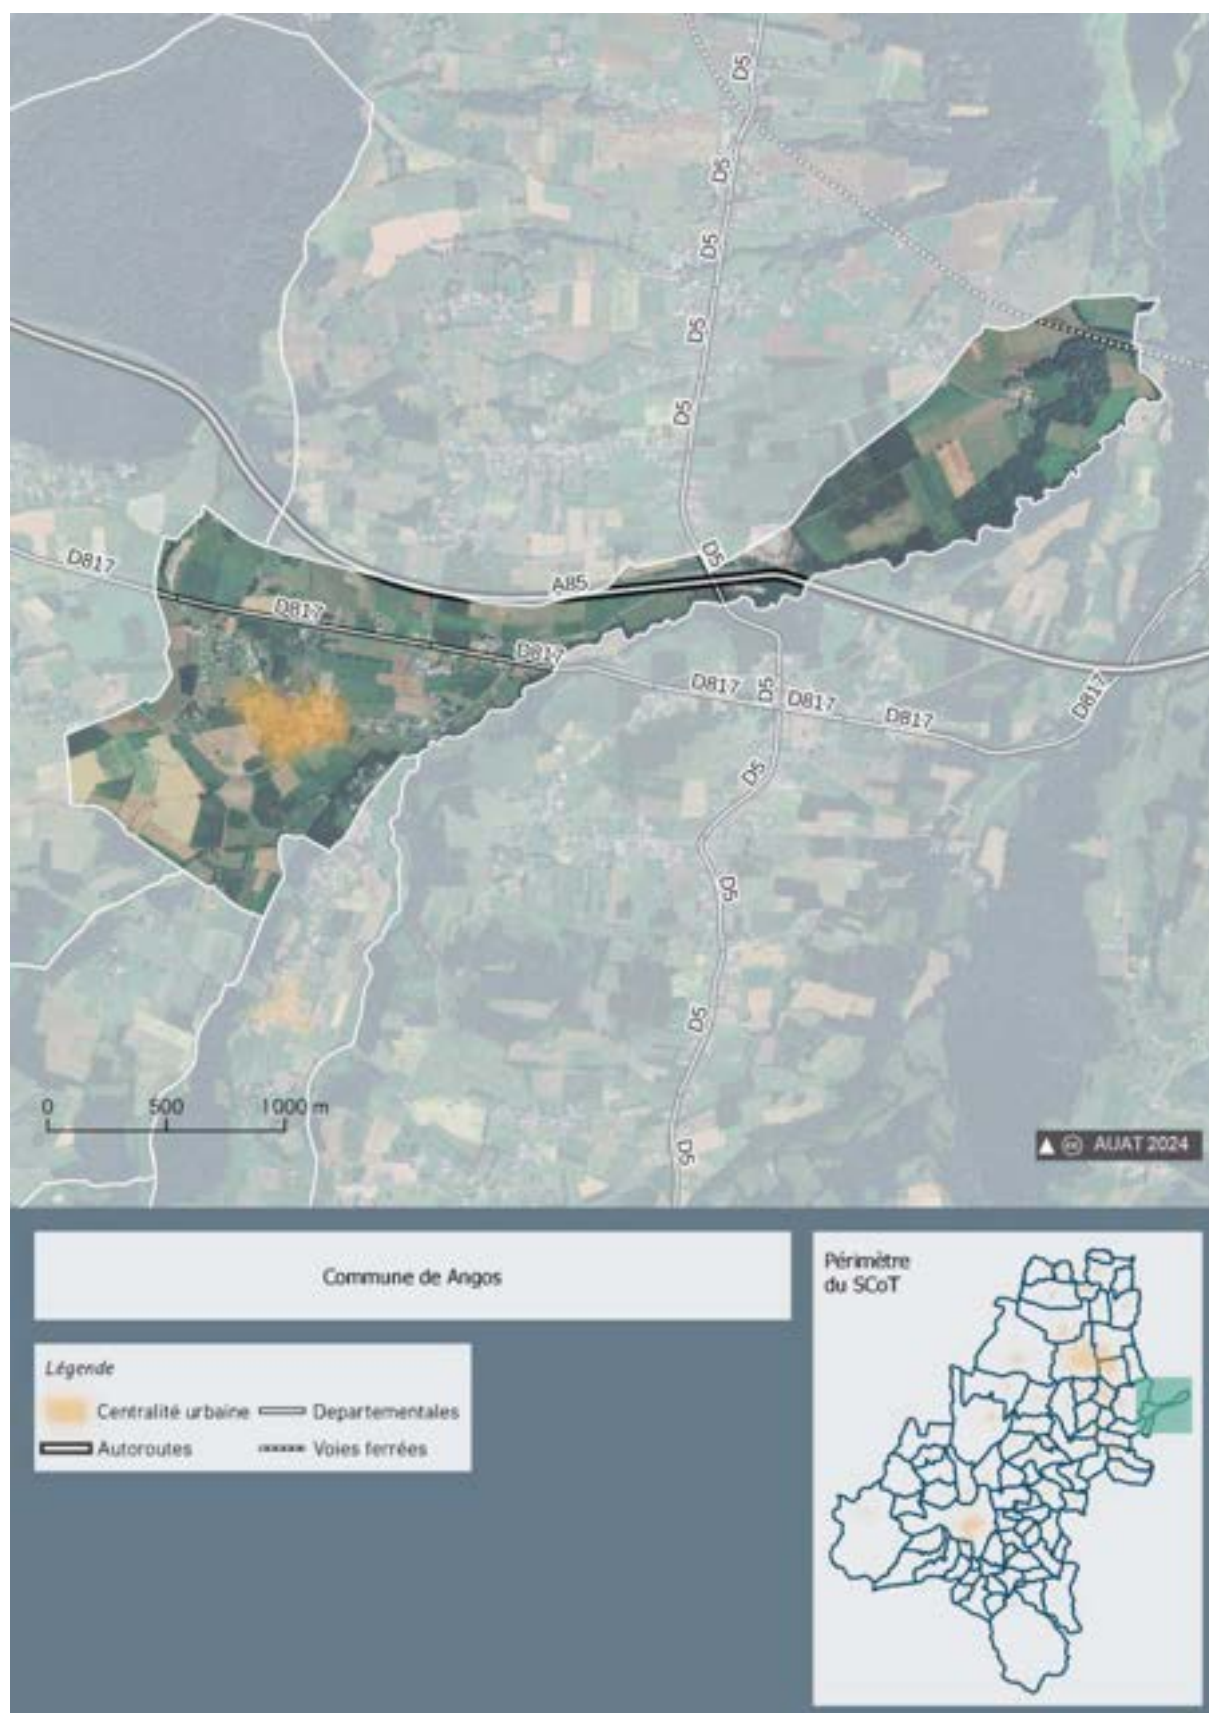 D5
D5
D5
D5
D5
D5
A85
D817
D817
D817
D817
D5
D817
D817
D817
D5
D5
D5
D5
0 500 1000 m
AUAT 2024
Commune de Angos
Périmètre
du SCoT
Légende
Centralité urbaine
Departementales
Autoroutes
Voies ferrées